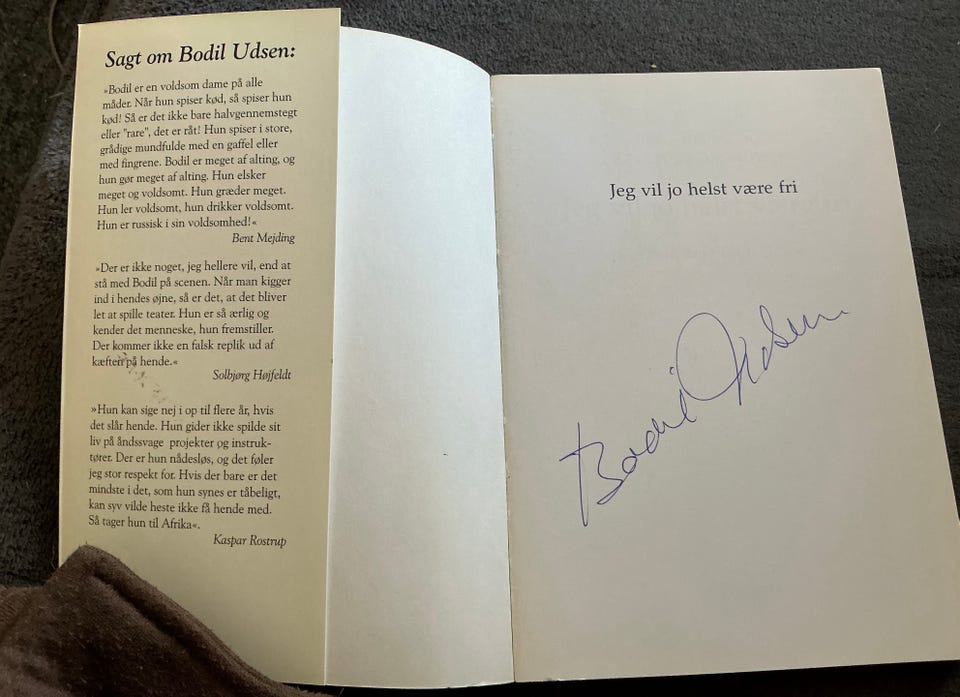 Sagt om Bodil Udsen:
»Bodil er en voldsom dame på alle
måder. Når hun spiser kød, så spiser hun
kød! Så er det ikke bare halvgennemstegt
eller "rare", det er råt! Hun spiser i store,
grådige mundfulde med en gaffel eller
med fingrene. Bodil er meget af alting, og
hun gør meget af alting. Hun elsker
meget og voldsomt. Hun græder meget.
Hun ler voldsomt, hun drikker voldsomt.
Hun er russisk i sin voldsomhed!«
Bent Mejding
»Der er ikke noget, jeg hellere vil, end at
stå med Bodil på scenen. Når man kigger
ind i hendes øjne, så er det, at det bliver
let at spille teater. Hun er så ærlig og
kender det menneske, hun fremstiller.
Der kommer ikke en falsk replik ud af
kæften på hende.«
Solbjørg Højfeldt
»Hun kan sige nej i op til flere år, hvis
det slår hende. Hun gider ikke spilde sit
liv på åndssvage projekter og instruk-
tører. Der er hun nådesløs, og det føler
jeg stor respekt for. Hvis der bare er det
mindste i det, som hun synes er tåbeligt,
kan syv vilde heste ikke få hende med.
Så tager hun til Afrika«.
Kaspar Rostrup
Jeg vil jo helst være fri
Bodil Udsen